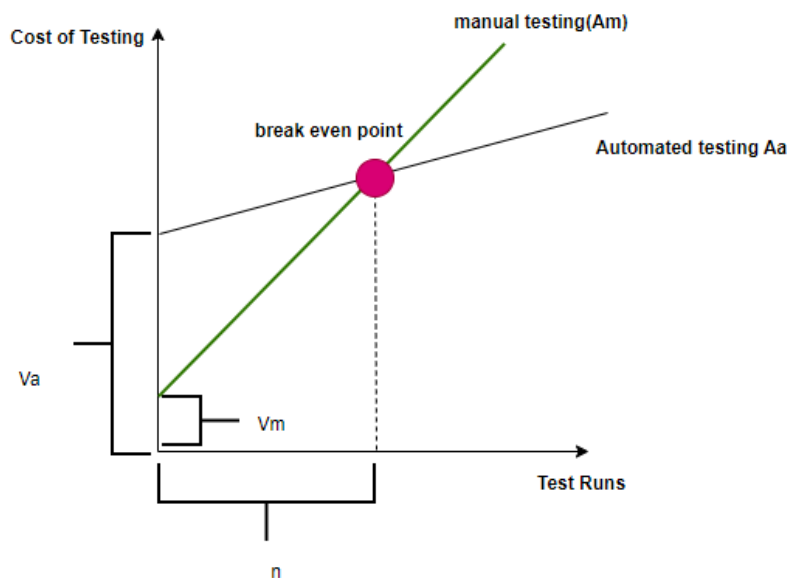 manual testing(Am)
Cost of Testing
break even point
Automated testing Aa
Va
Vm
Test Runs
n